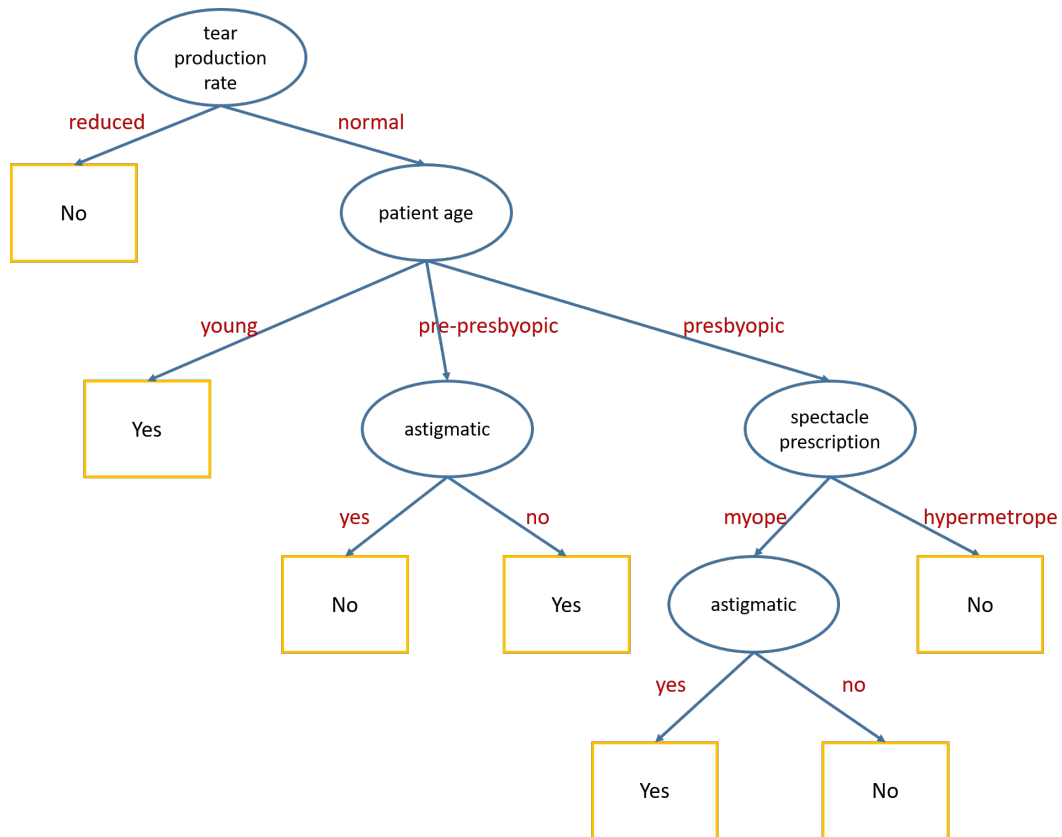 tear
production
rate
reduced
normal
No
patient age
young
pre-presbyopic
presbyopic
Yes
astigmatic
spectacle
prescription
yes
no
myope
hypermetrope
No
Yes
astigmatic
No
yes
no
Yes
No